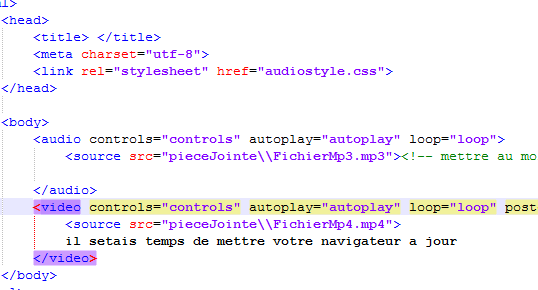 <head>
<title> </title>
<meta charset="utf-8">
<link rel="stylesheet" href="audiostyle.css">
</head>
<body>
<audio controls="controls" autoplay="autoplay" loop="loop">
<source src="pieceJointe\\FichierMp3.mp3"><!-- mettre au mo
</audio>
<video controls="controls" autoplay="autoplay" loop="loop" post
<source src="pieceJointe\\FichierMp4.mp4">
il setais temps de mettre votre navigateur a jour
</video>
</body>